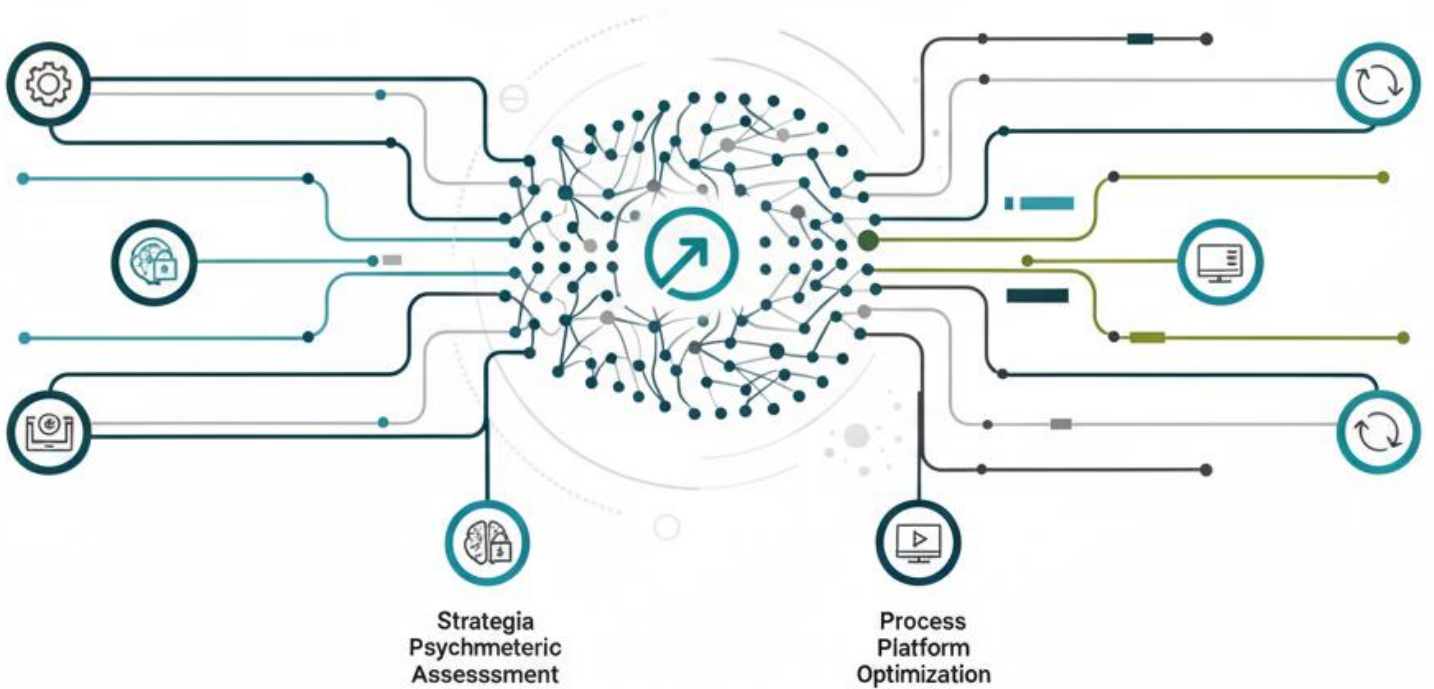 Strategia
Psychmeteric
Assesssment
Process
Platform
Optimization